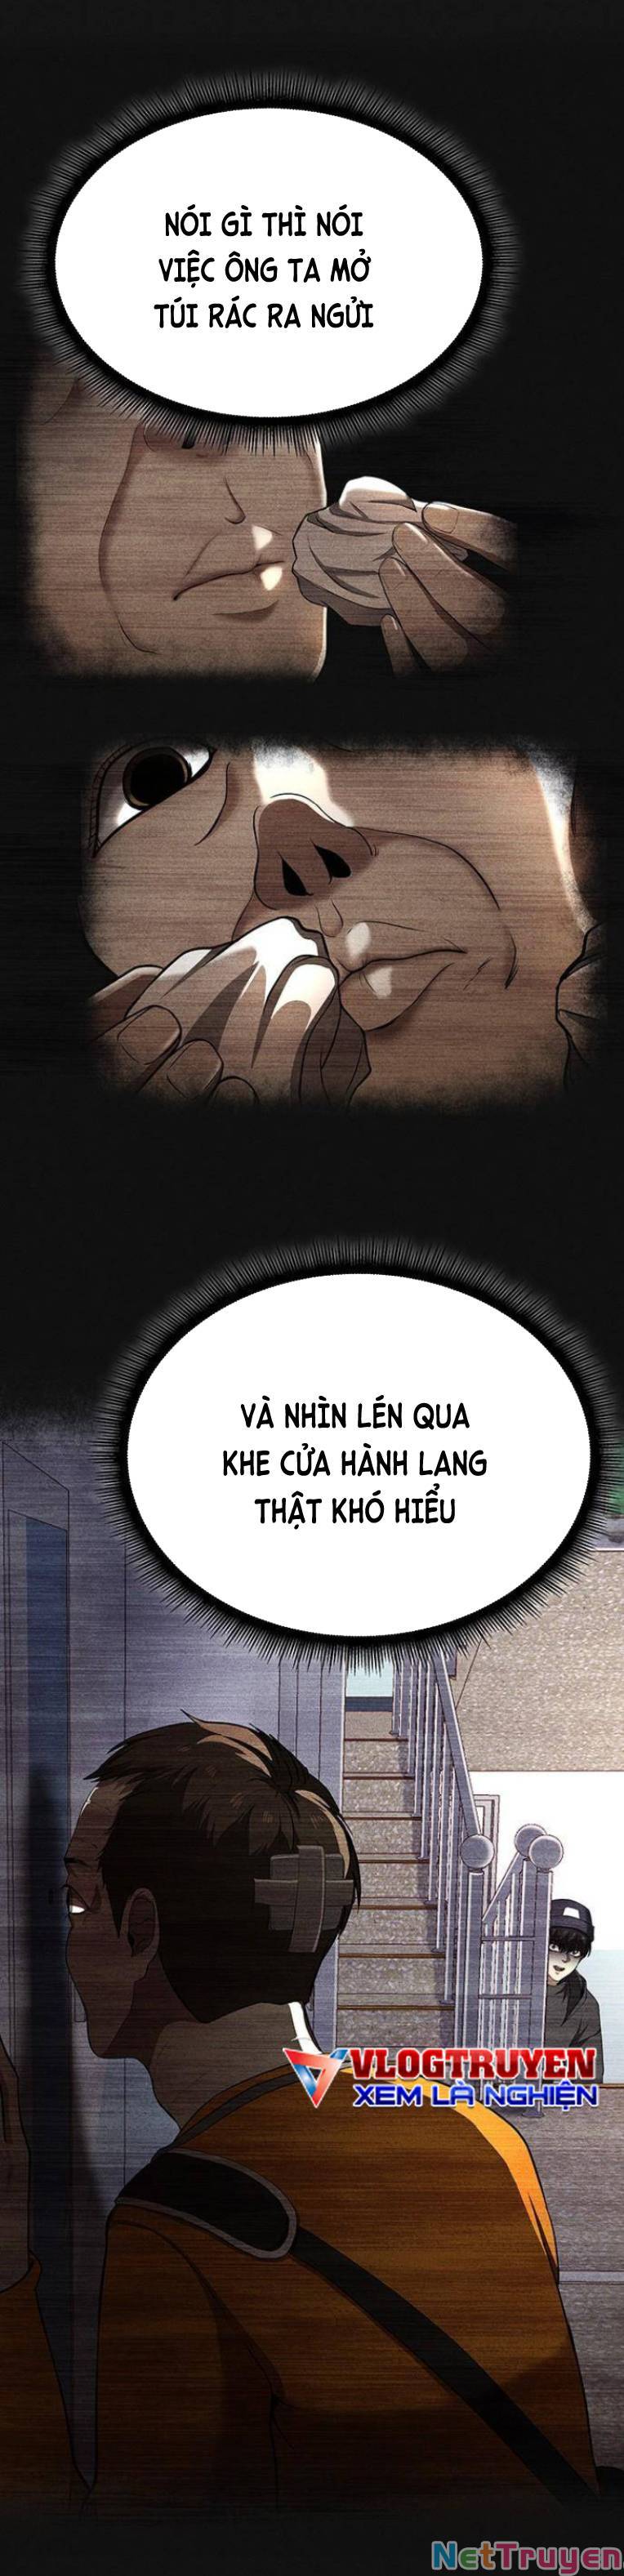 NÓI GÌ THÌ NÓI
VIỆC ÔNG TA MỞ
TÚI RÁC RA NGỬI
VÀ NHÌN LÉN QUA
KHE CỬA HÀNH LANG
THẬT KHÓ HIỂU
VLOGTRUYEN
XEM LÀ NGHIỆN
NetTruyen